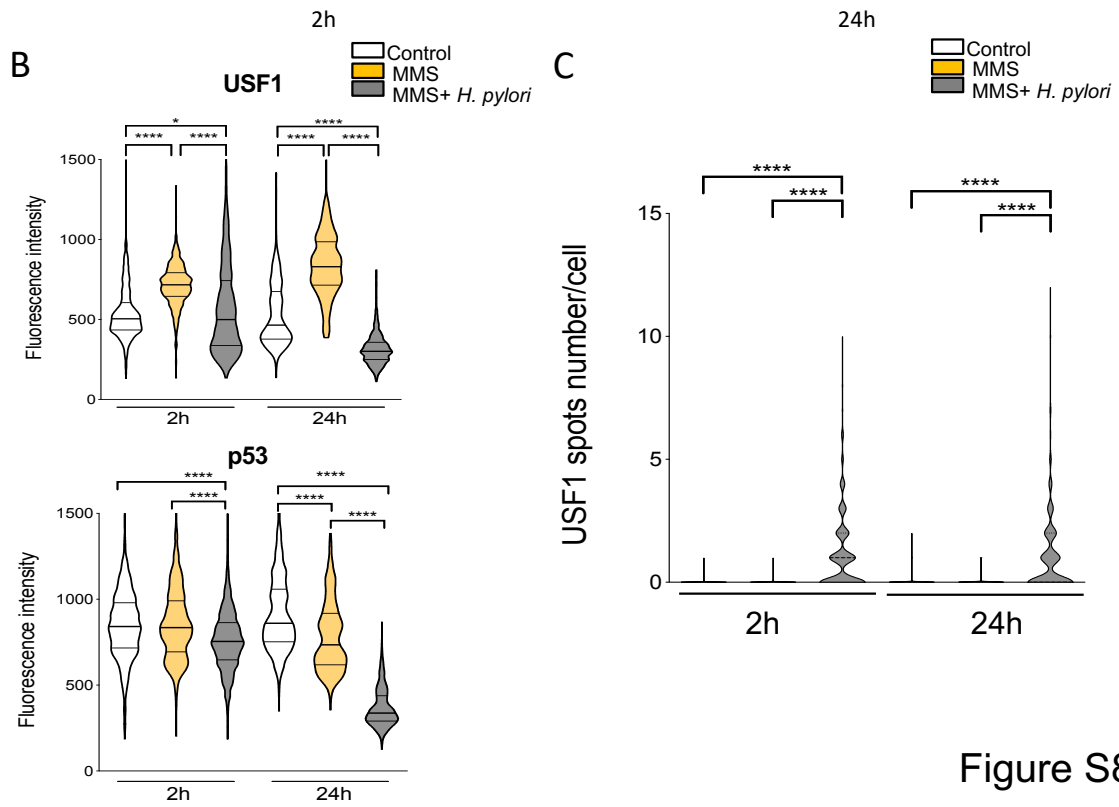 2h
24h
B
Control
MMS
MMS+ H. pylori
USF1
* ****
**** **** **** ****
1500
1000
500
0
Fluorescence intensity
2h 24h
p53
**** ****
**** **** ****
1500
1000
500
0
Fluorescence intensity
2h 24h
C
Control
MMS
MMS+ H. pylori
**** ****
**** ****
15
10
5
0
USF1 spots number/cell
2h 24h
Figure S8